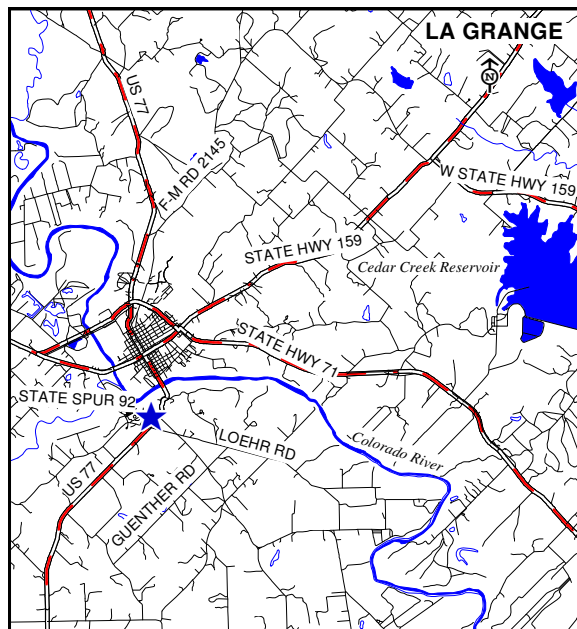 LA GRANGE
N
US 77
F-M RD 2145
W STATE HWY 159
STATE HWY 159
Cedar Creek Reservoir
STATE HWY 71
STATE SPUR 92
LOEHR RD
Colorado River
US 77
GUENTHER RD